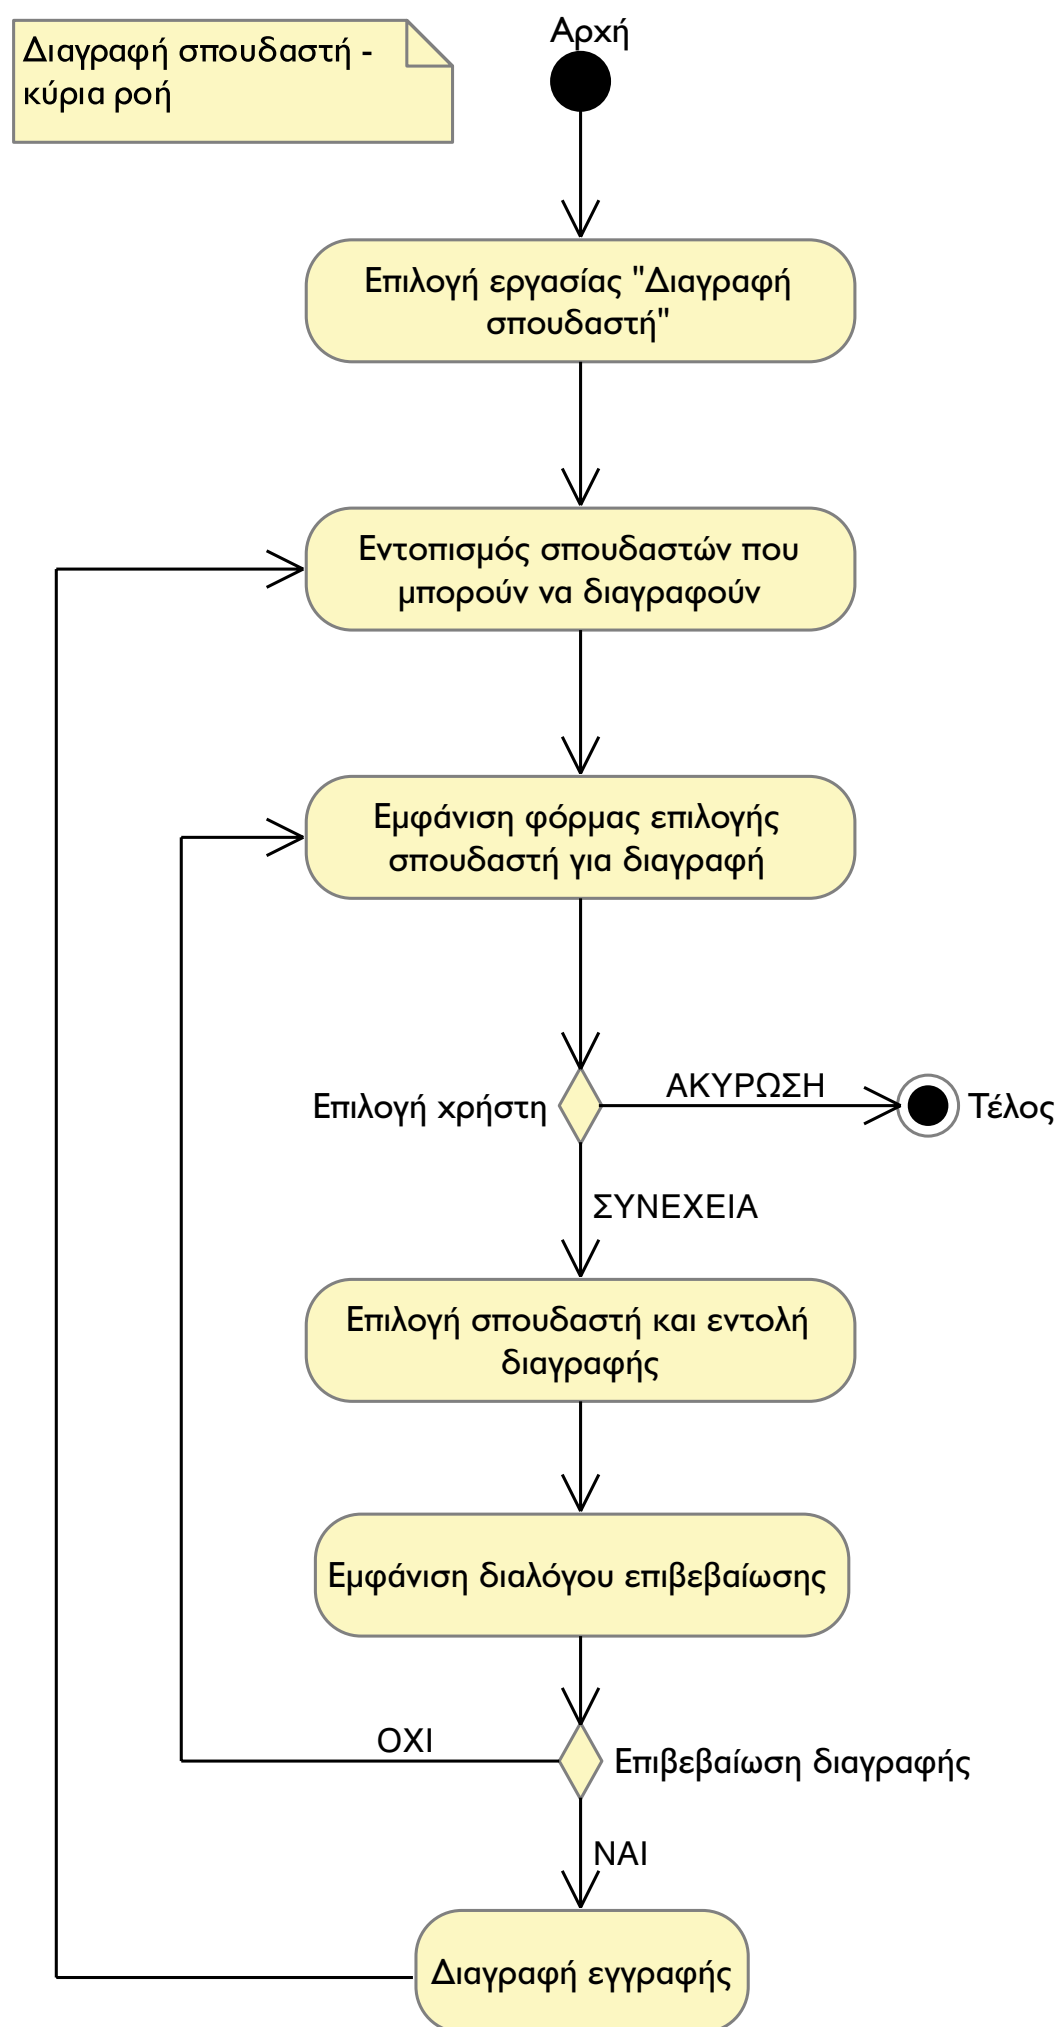 Διαγραφή σπουδαστή -
κύρια ροή
Αρχή
Επιλογή εργασίας "Διαγραφή
σπουδαστή"
Εντοπισμός σπουδαστών που
μπορούν να διαγραφούν
Εμφάνιση φόρμας επιλογής
σπουδαστή για διαγραφή
Επιλογή χρήστη
ΑΚΥΡΩΣΗ
Τέλος
ΣΥΝΕΧΕΙΑ
Επιλογή σπουδαστή και εντολή
διαγραφής
Εμφάνιση διαλόγου επιβεβαίωσης
ΟΧΙ
Επιβεβαίωση διαγραφής
ΝΑΙ
Διαγραφή εγγραφής